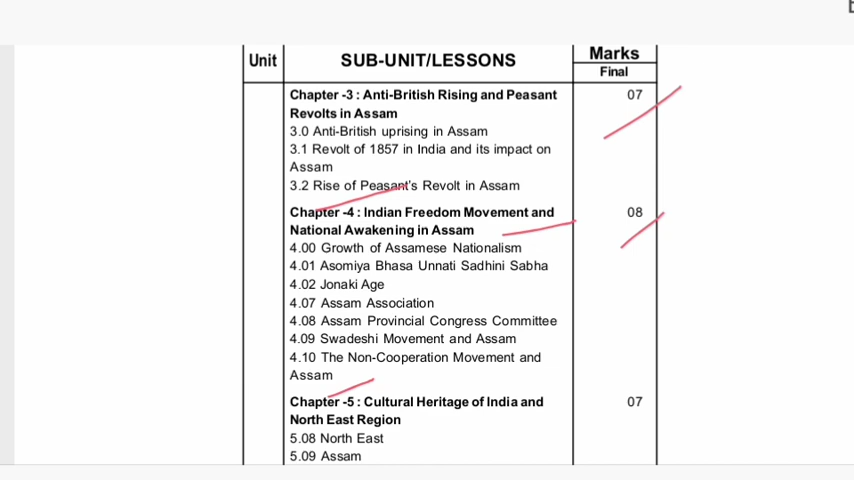 Unit SUB-UNIT/LESSONS Marks
Final
Chapter -3 : Anti-British Rising and Peasant 07
Revolts in Assam
3.0 Anti-British uprising in Assam
3.1 Revolt of 1857 in India and its impact on
Assam
3.2 Rise of Peasant's Revolt in Assam
Chapter -4 : Indian Freedom Movement and 08
National Awakening in Assam
4.00 Growth of Assamese Nationalism
4.01 Asomiya Bhasa Unnati Sadhini Sabha
4.02 Jonaki Age
4.07 Assam Association
4.08 Assam Provincial Congress Committee
4.09 Swadeshi Movement and Assam
4.10 The Non-Cooperation Movement and
Assam
Chapter -5 : Cultural Heritage of India and 07
North East Region
5.08 North East
5.09 Assam